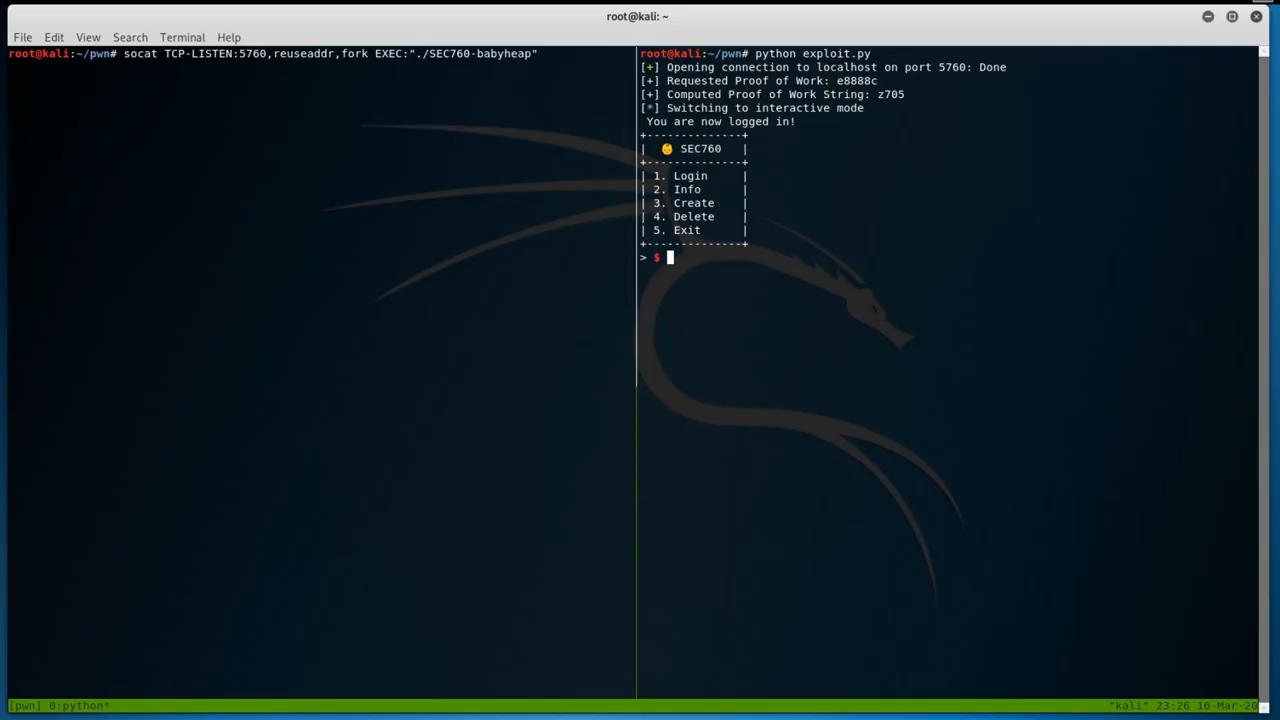 root@kali: ~
File Edit View Search Terminal Help
root@kali:~/pwn# socat TCP-LISTEN:5760,reuseaddr,fork EXEC:"./SEC760-babyheap"
root@kali:~/pwn# python exploit.py
[+] Opening connection to localhost on port 5760: Done
[+] Requested Proof of Work: e8888c
[+] Computed Proof of Work String: z705
[*] Switching to interactive mode
 You are now logged in!
+--------------+
|  👶 SEC760   |
+--------------+
| 1. Login     |
| 2. Info      |
| 3. Create    |
| 4. Delete    |
| 5. Exit      |
+--------------+
> $
[pwn] 0:python*
"kali" 23:26 16-Mar-20